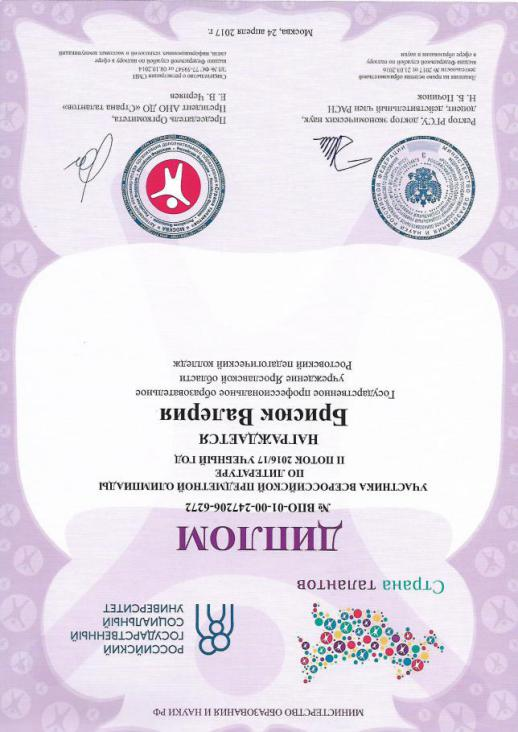 МИНИСТЕРСТВО ОБРАЗОВАНИЯ И НАУКИ РФ
Страна талантов
РОССИЙСКИЙ
ГОСУДАРСТВЕННЫЙ
СОЦИАЛЬНЫЙ
УНИВЕРСИТЕТ
ДИПЛОМ
№ ВПО-01-00-247206-6272
УЧАСТНИКА ВСЕРОССИЙСКОЙ ПРЕДМЕТНОЙ ОЛИМПИАДЫ
ПО ЛИТЕРАТУРЕ
II ПОТОК 2016/17 УЧЕБНЫЙ ГОД
НАГРАЖДАЕТСЯ
Брисюк Валерия
Государственное профессиональное образовательное
учреждение Ярославской области
Ростовский педагогический колледж
Ректор РГСУ, доктор экономических наук,
доцент, действительный член РАСН
Н. Б. Починок
Лицензия на право ведения образовательной
деятельности № 2017 от 21.03.2016
выдана Федеральной службой по надзору
в сфере образования и науки
Председатель Оргкомитета,
Президент АНО ДО «Страна талантов»
Е. В. Черняев
Свидетельство о регистрации СМИ
ЭЛ № ФС 77-59547 от 08.10.2014
выдано Федеральной службой по надзору в сфере
связи, информационных технологий и массовых коммуникаций
Москва, 24 апреля 2017 г.